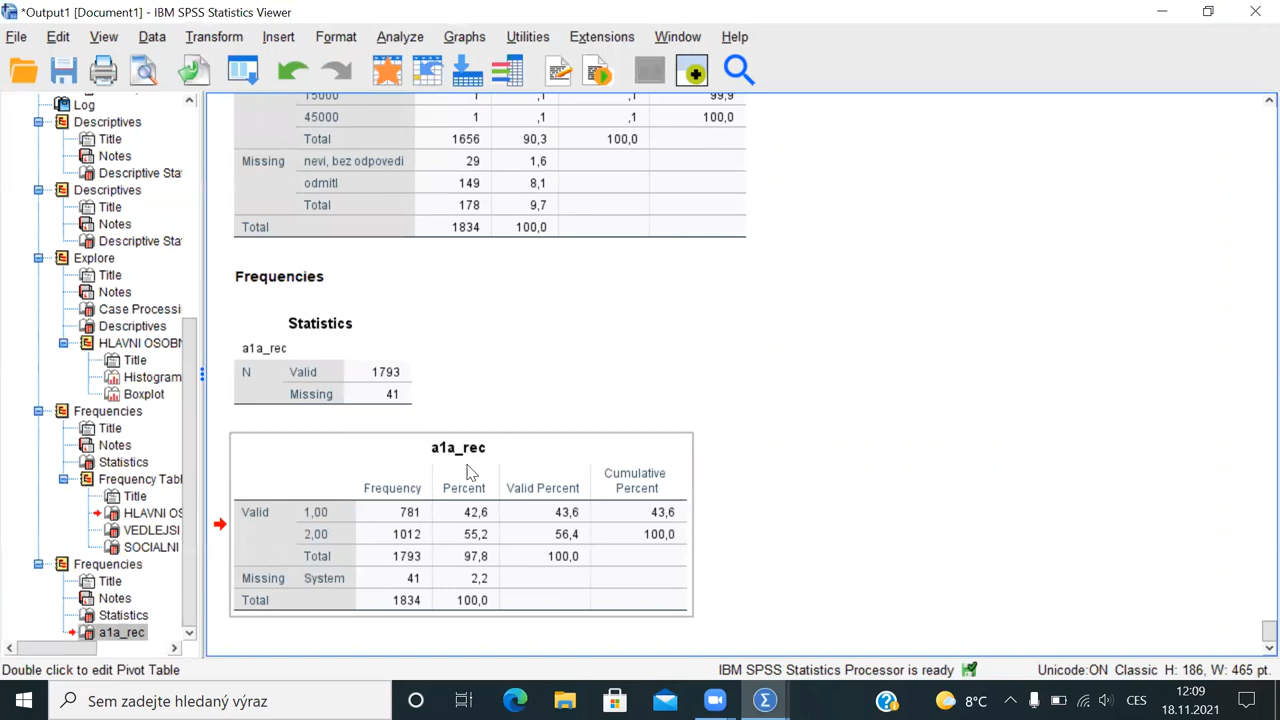 *Output1 [Document1] - IBM SPSS Statistics Viewer
File Edit View Data Transform Insert Format Analyze Graphs Utilities Extensions Window Help
Log
Descriptives
Title
Notes
Descriptive Sta
Descriptives
Title
Notes
Descriptive Sta
Explore
Title
Notes
Case Processi
Descriptives
HLAVNI OSOBN
Title
Histogram
Boxplot
Frequencies
Title
Notes
Statistics
Frequency Tabl
Title
HLAVNI OS
VEDLEJSI
SOCIALNI
Frequencies
Title
Notes
Statistics
a1a_rec
15000 1 ,1 ,1 99,9
45000 1 ,1 ,1 100,0
Total 1656 90,3 100,0
Missing nevi, bez odpovedi 29 1,6
odmitl 149 8,1
Total 178 9,7
Total 1834 100,0
Frequencies
Statistics
a1a_rec
N Valid 1793
Missing 41
a1a_rec
Frequency Percent Valid Percent Cumulative Percent
Valid 1,00 781 42,6 43,6 43,6
2,00 1012 55,2 56,4 100,0
Total 1793 97,8 100,0
Missing System 41 2,2
Total 1834 100,0
Double click to edit Pivot Table IBM SPSS Statistics Processor is ready Unicode:ON Classic H: 186, W: 465 pt.
Sem zadejte hledaný výraz 8°C CES 12:09
18.11.2021